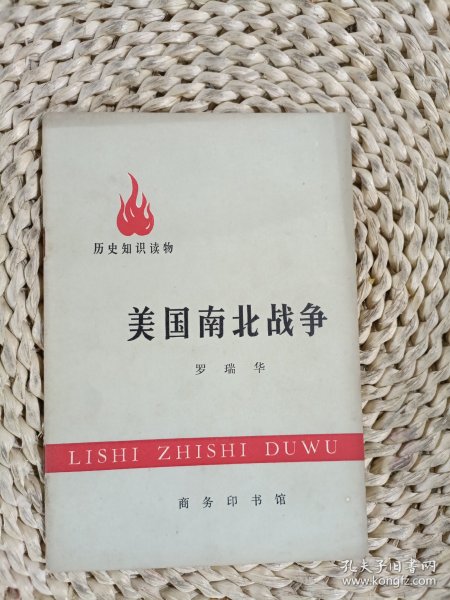 历史知识读物
美国南北战争
罗瑞华
LISHI ZHISHI DUWU
商务印书馆
孔夫子旧书网
www.kongfz.com